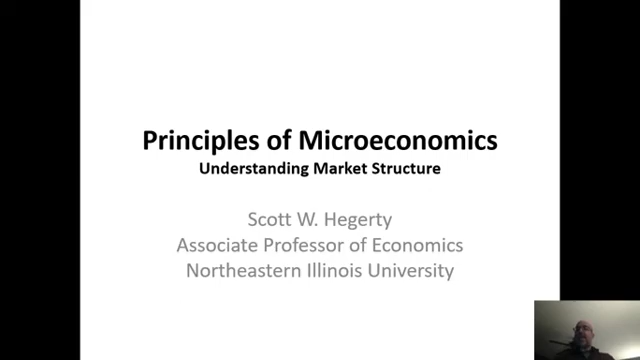 Principles of Microeconomics
Understanding Market Structure
Scott W. Hegerty
Associate Professor of Economics
Northeastern Illinois University